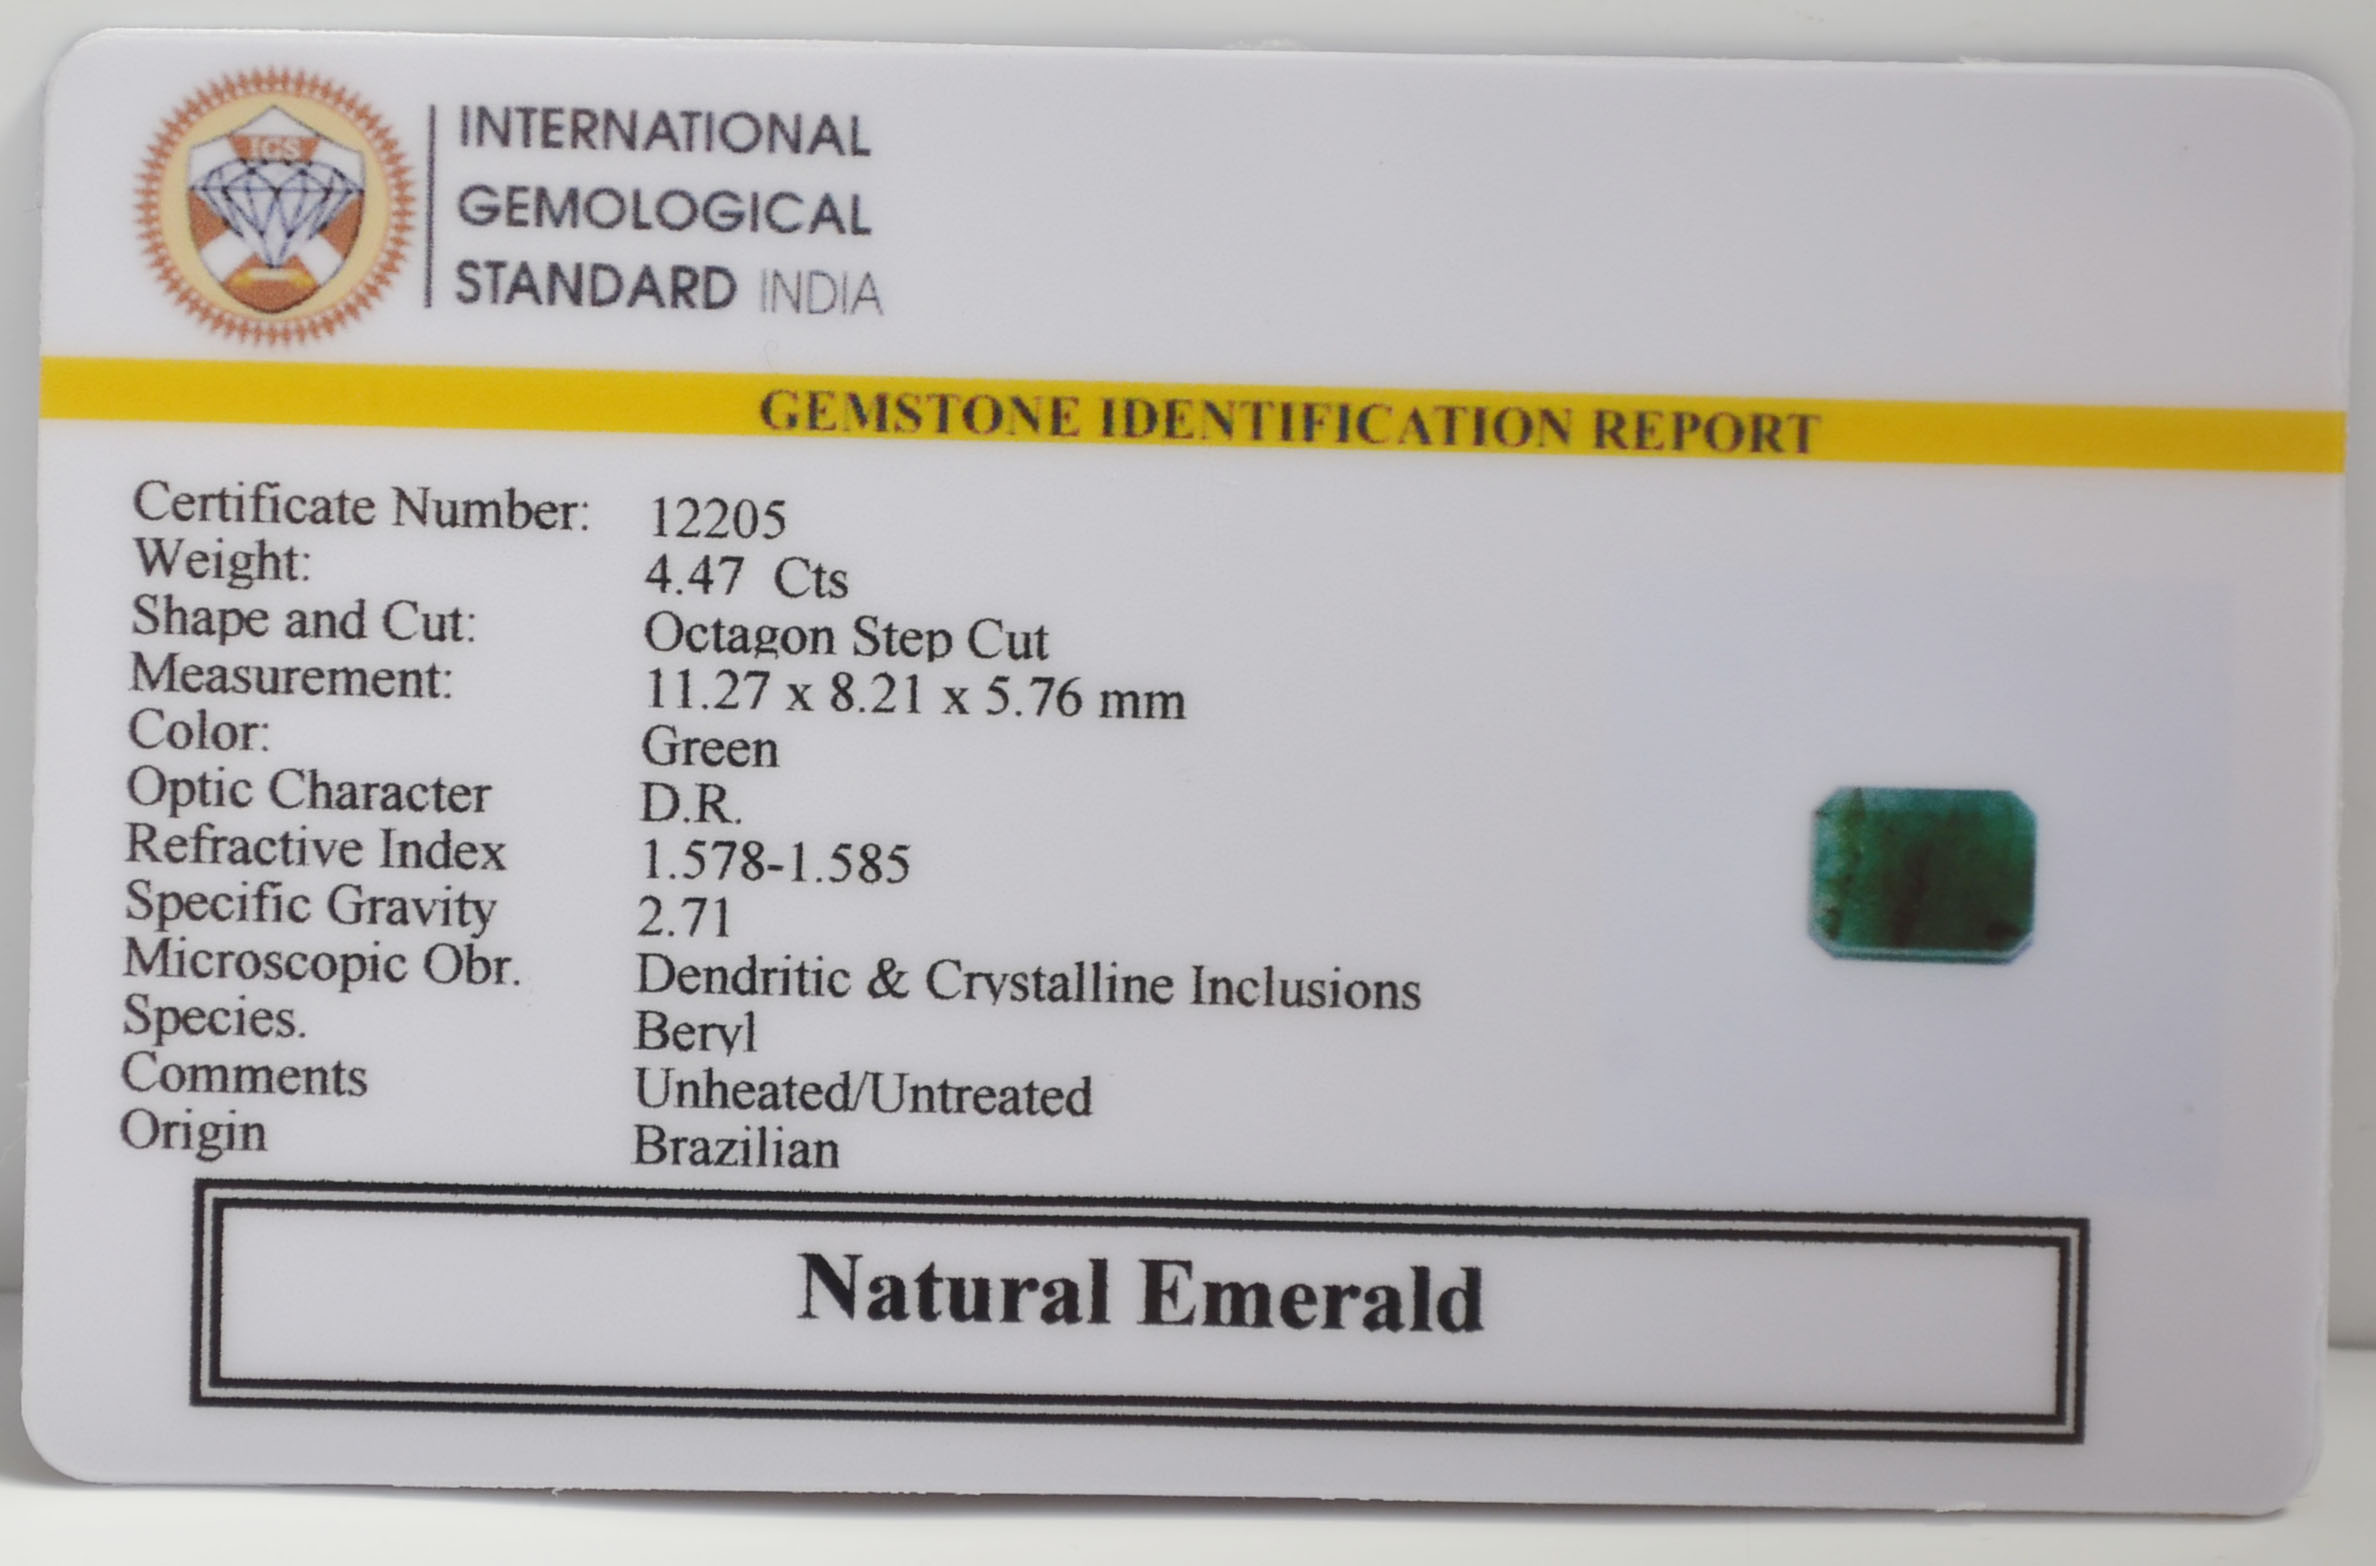 IGS
INTERNATIONAL
GEMOLOGICAL
STANDARD INDIA
GEMSTONE IDENTIFICATION REPORT
Certificate Number: 12205
Weight: 4.47 Cts
Shape and Cut: Octagon Step Cut
Measurement: 11.27 x 8.21 x 5.76 mm
Color: Green
Optic Character D.R.
Refractive Index 1.578-1.585
Specific Gravity 2.71
Microscopic Obr. Dendritic & Crystalline Inclusions
Species. Beryl
Comments Unheated/Untreated
Origin Brazilian
Natural Emerald